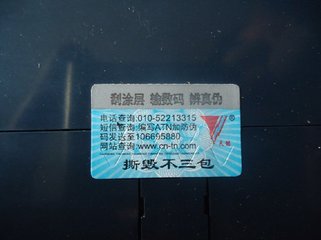 刮涂层 输数码 辨真伪
电话查询:010-52213315
短信查询:编写ATN加防伪
码发送至106695880
网站查询:www.cn-tn.com
®
撕毁不三包